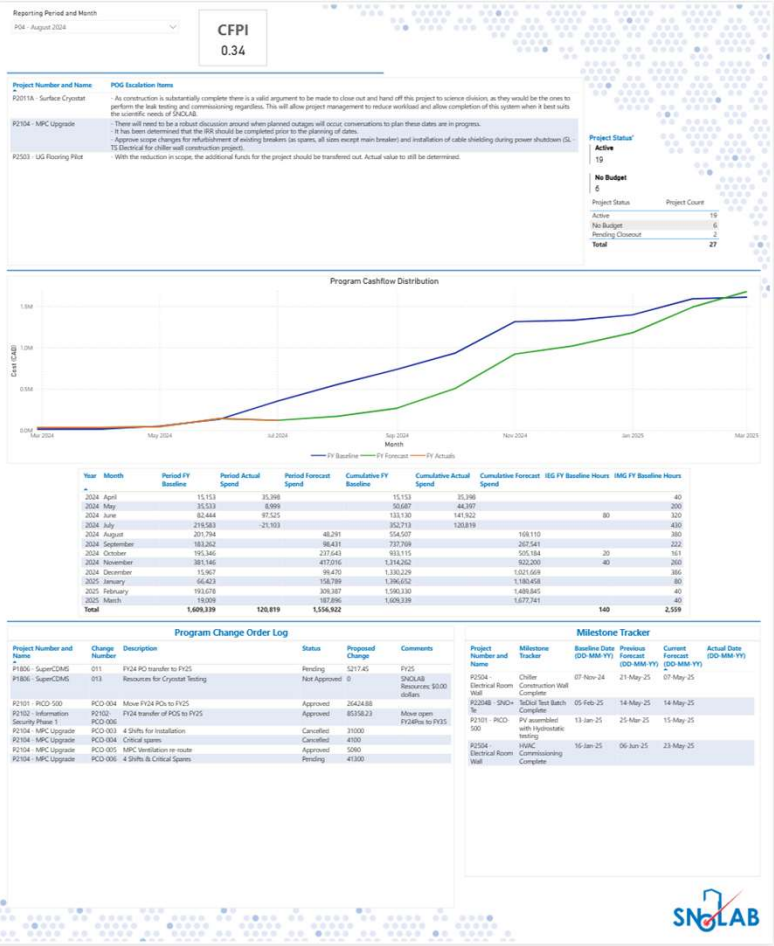 Reporting Period and Month
P04 - August 2024
CFPI
0.34
Project Number and Name POG Escalation Items
P2011A - Surface Cryostat - As construction is substantially complete there is a valid argument to be made to close out and hand off this project to science division, as they would be the ones to
perform the leak testing and commissioning regardless. This will allow project management to reduce workload and allow completion of this system when it best suits
the scientific needs of SNOLAB.
P2104 - MPC Upgrade - There will need to be a robust discussion around when planned outages will occur; conversations to plan these dates are in progress.
- It has been determined that the IRR should be completed prior to the planning of dates.
- Approve scope changes for refurbishment of existing breakers (as spares, all sizes except main breaker) and installation of cable shielding during power shutdown (SL -
TS Electrical for chiller wall construction project).
P2503 - UG Flooring Pilot - With the reduction in scope, the additional funds for the project should be transferred out. Actual value to still be determined.
Project Status'
Active
19
No Budget
6
Project Status Project Count
Active 19
No Budget 6
Pending Closeout 2
Total 27
Program Cashflow Distribution
Cost (CAD)
1.5M
1.0M
0.5M
0.0M
Mar 2024 May 2024 Jul 2024 Sep 2024 Nov 2024 Jan 2025 Mar 2025
Month
FY Baseline FY Forecast FY Actuals
Year Month Period FY Baseline Period Actual Spend Period Forecast Spend Cumulative FY Baseline Cumulative Actual Spend Cumulative Forecast Spend IEG FY Baseline Hours IMG FY Baseline Hours
2024 April 15,153 35,398 15,153 35,398 40
2024 May 35,533 8,999 50,687 44,397 200
2024 June 82,444 97,525 133,130 141,922 80 320
2024 July 219,583 -21,103 352,713 120,819 430
2024 August 201,794 48,291 554,507 169,110 380
2024 September 183,262 98,431 737,769 267,541 222
2024 October 195,346 237,643 933,115 505,184 20 161
2024 November 381,146 417,016 1,314,262 922,200 40 260
2024 December 15,967 99,470 1,330,229 1,021,669 386
2025 January 66,423 158,789 1,396,652 1,180,458 80
2025 February 193,678 309,387 1,590,330 1,489,845 40
2025 March 19,009 187,896 1,609,339 1,677,741 40
Total 1,609,339 120,819 1,556,922 140 2,559
Program Change Order Log
Project Number and Name Change Number Description Status Proposed Change Comments
P1806 - SuperCDMS 011 FY24 PO transfer to FY25 Pending 5217.45 FY25
P1806 - SuperCDMS 013 Resources for Cryostat Testing Not Approved 0 SNOLAB Resources; $0.00 dollars
P2101 - PICO-500 PCO-004 Move FY24 POs to FY25 Approved 26424.88
P2102 - Information Security Phase 1 P2102-PCO-006 FY24 transfer of POS to FY25 Approved 85358.23 Move open FY24Pos to FY35
P2104 - MPC Upgrade PCO-003 4 Shifts for Installation Cancelled 31000
P2104 - MPC Upgrade PCO-004 Critical spares Cancelled 4100
P2104 - MPC Upgrade PCO-005 MPC Ventilation re-route Approved 5090
P2104 - MPC Upgrade PCO-006 4 Shifts & Critical Spares Pending 41300
Milestone Tracker
Project Number and Name Milestone Tracker Baseline Date (DD-MM-YY) Previous Forecast (DD-MM-YY) Current Forecast (DD-MM-YY) Actual Date (DD-MM-YY)
P2504 - Electrical Room Wall Chiller Construction Wall Complete 07-Nov-24 21-May-25 07-May-25
P2204B - SNO+ Te TeDiol Test Batch Complete 05-Feb-25 14-May-25 14-May-25
P2101 - PICO-500 PV assembled with Hydrostatic testing 13-Jan-25 25-Mar-25 15-May-25
P2504 - Electrical Room Wall HVAC Commissioning Complete 16-Jan-25 06-Jun-25 23-May-25
SNOLAB